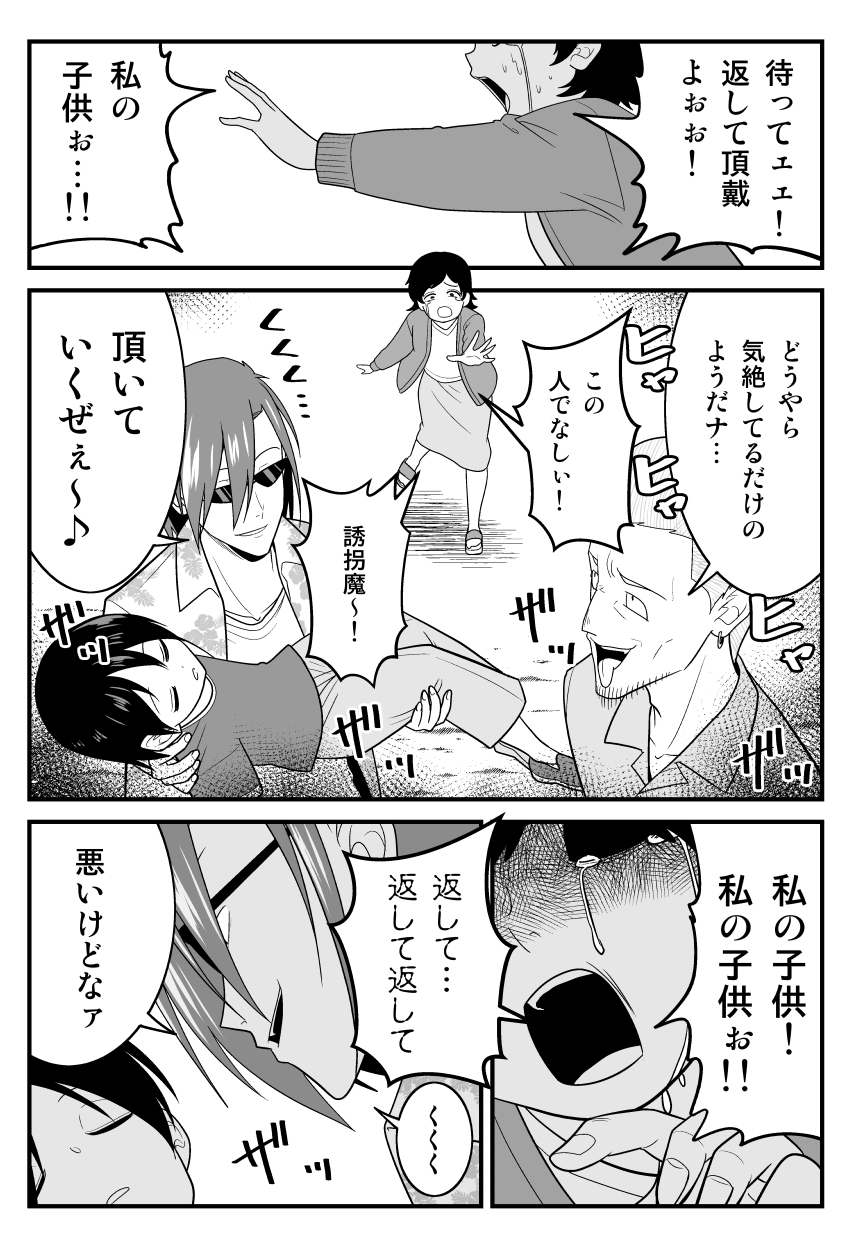 待ってェェ！
返して頂戴
よぉぉ！
私の
子供ぉ…!!
どうやら
気絶してるだけの
ようだナ…
ヒャ
ヒャ
ヒャ
この
人でなしぃ！
誘拐魔～！
くくく…
頂いて
いくぜぇ～♪
ザッ
ザッ
ザッ
ザッ
私の子供！
私の子供ぉ!!
返して…
返して返して
～～～
悪いけどなァ
ザッ